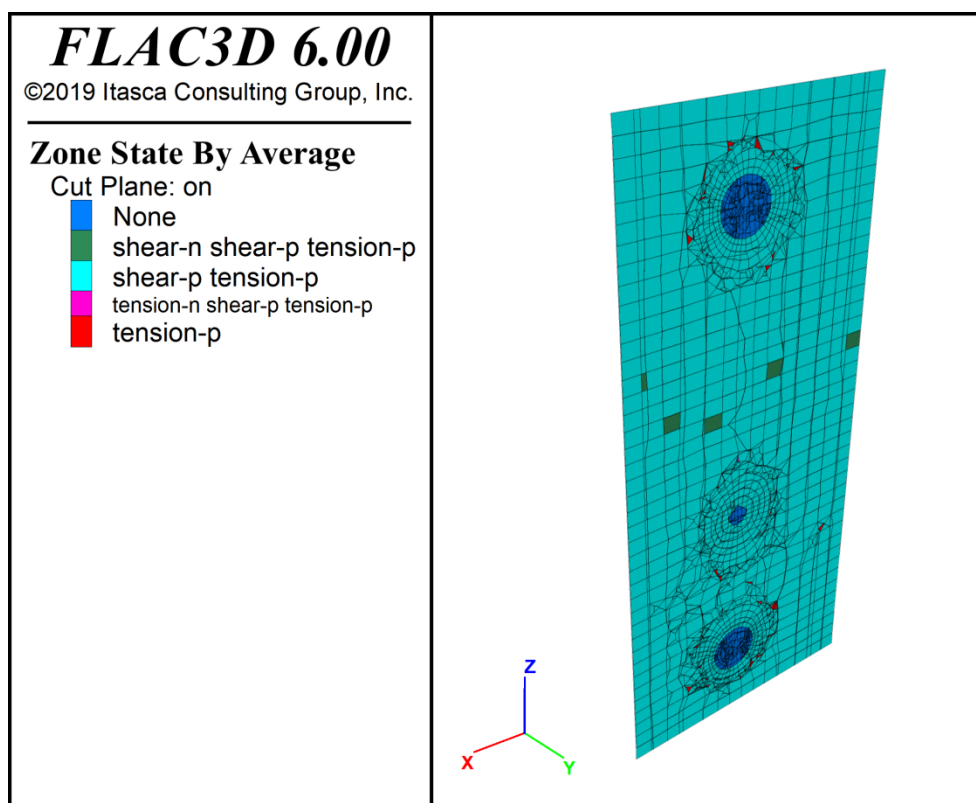 FLAC3D 6.00
©2019 Itasca Consulting Group, Inc.
Zone State By Average
Cut Plane: on
None
shear-n shear-p tension-p
shear-p tension-p
tension-n shear-p tension-p
tension-p
Z
X
Y